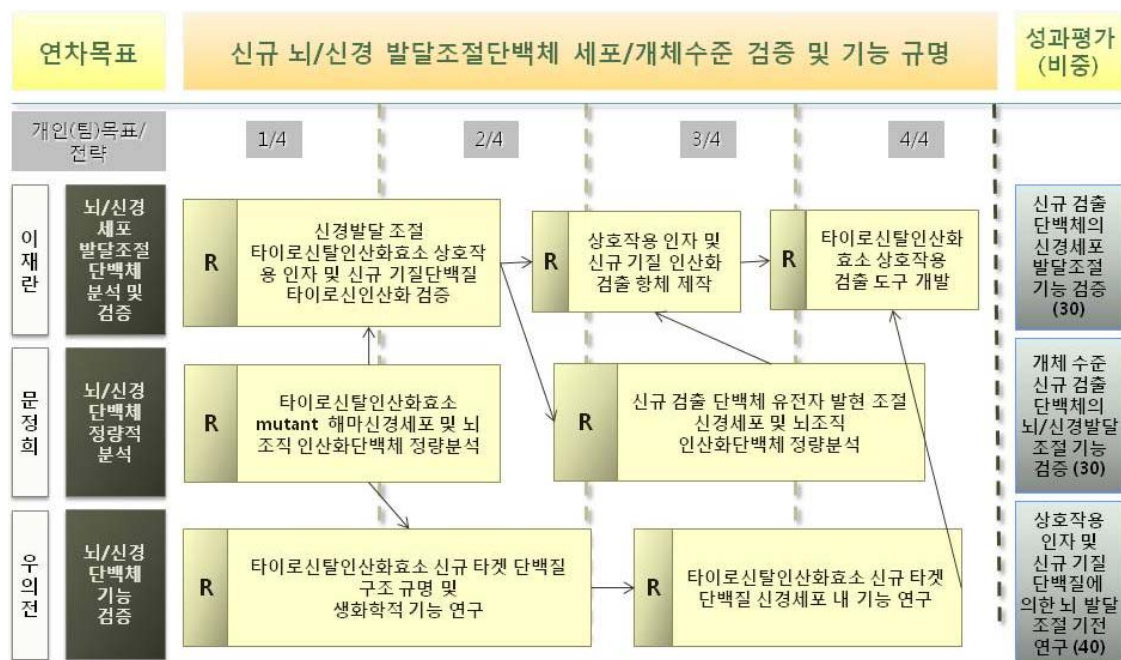 연차목표
신규 뇌/신경 발달조절단백체 세포/개체수준 검증 및 기능 규명
성과평가
(비중)
개인(팀)목표/
전략
1/4
2/4
3/4
4/4
이
재
란
뇌/신경
세포
발달조절
단백체
분석 및
검증
R
신경발달 조절
타이로신탈인산화효소 상호작
용 인자 및 신규 기질단백질
타이로신인산화 검증
R
상호작용 인자 및
신규 기질 인산화
검출 항체 제작
R
타이로신탈인산화
효소 상호작용
검출 도구 개발
신규 검출
단백체의
신경세포
발달조절
기능 검증
(30)
문
정
희
뇌/신경
단백체
정량적
분석
R
타이로신탈인산화효소
mutant 해마신경세포 및 뇌
조직 인산화단백체 정량분석
R
신규 검출 단백체 유전자 발현 조절
신경세포 및 뇌조직
인산화단백체 정량분석
개체 수준
신규 검출
단백체의
뇌/신경발달
조절 기능
검증 (30)
우
의
전
뇌/신경
단백체
기능
검증
R
타이로신탈인산화효소 신규 타겟 단백질
구조 규명 및
생화학적 기능 연구
R
타이로신탈인산화효소 신규 타겟
단백질 신경세포 내 기능 연구
상호작용
인자 및
신규 기질
단백질에
의한 뇌 발달
조절 기전
연구 (40)